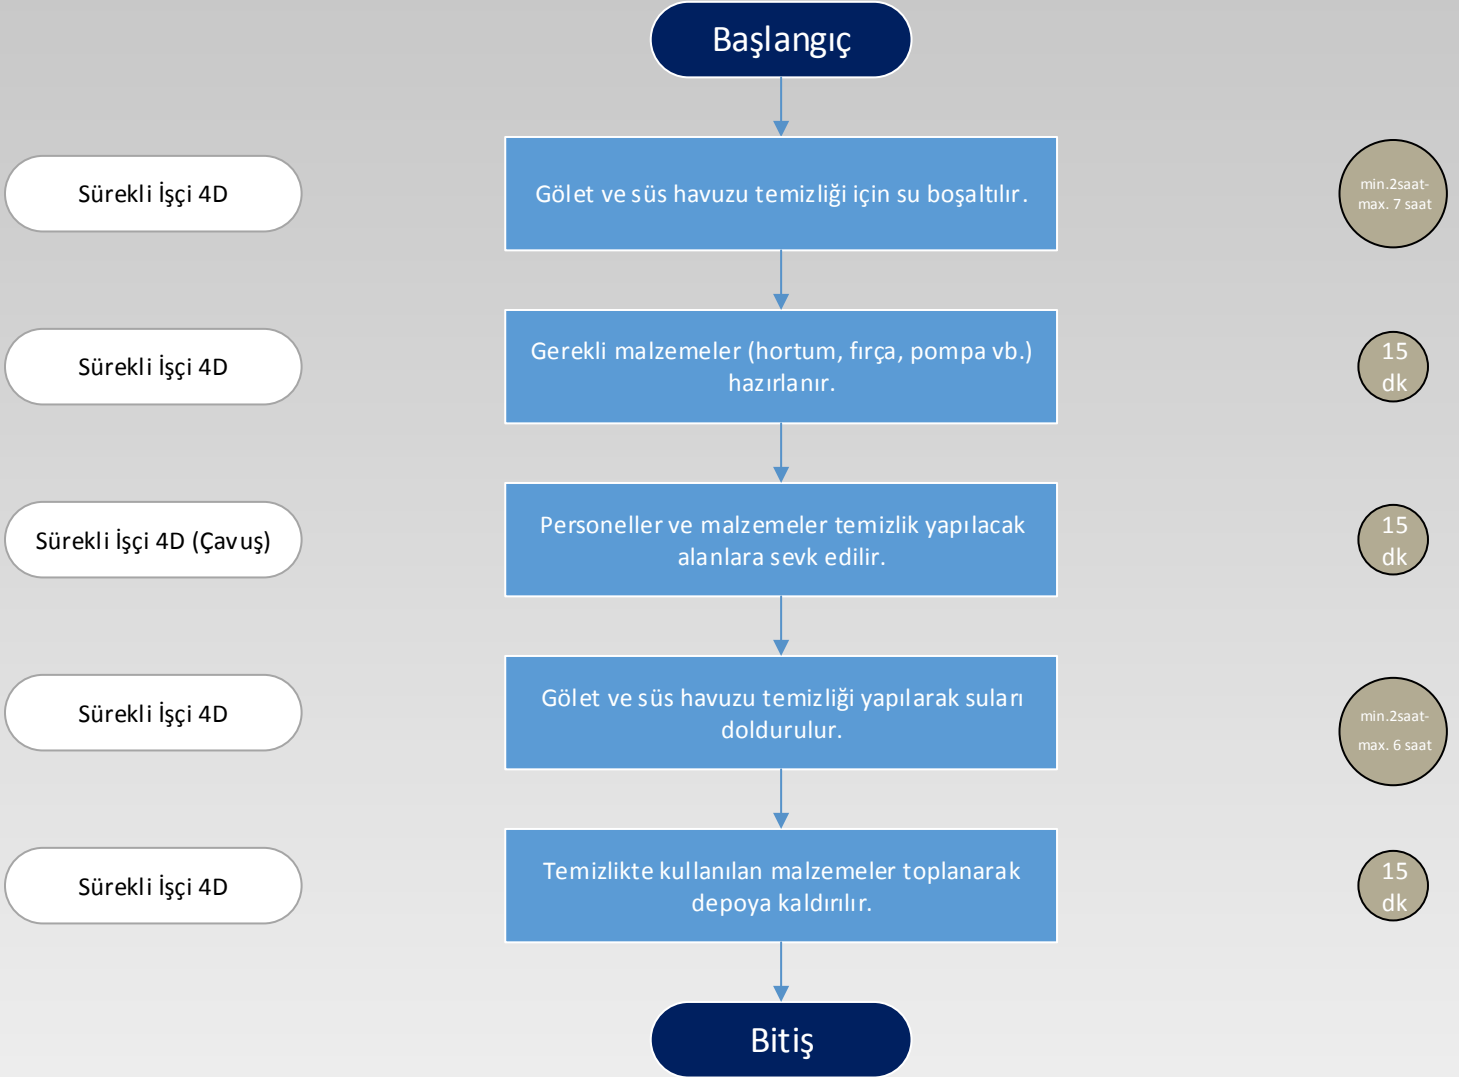 Başlangıç
Sürekli İşçi 4D
Gölet ve süs havuzu temizliği için su boşaltılır.
min.2saat-
max. 7 saat
Sürekli İşçi 4D
Gerekli malzemeler (hortum, fırça, pompa vb.)
hazırlanır.
15
dk
Sürekli İşçi 4D (Çavuş)
Personeller ve malzemeler temizlik yapılacak
alanlara sevk edilir.
15
dk
Sürekli İşçi 4D
Gölet ve süs havuzu temizliği yapılarak suları
doldurulur.
min.2saat-
max. 6 saat
Sürekli İşçi 4D
Temizlikte kullanılan malzemeler toplanarak
depoya kaldırılır.
15
dk
Bitiş